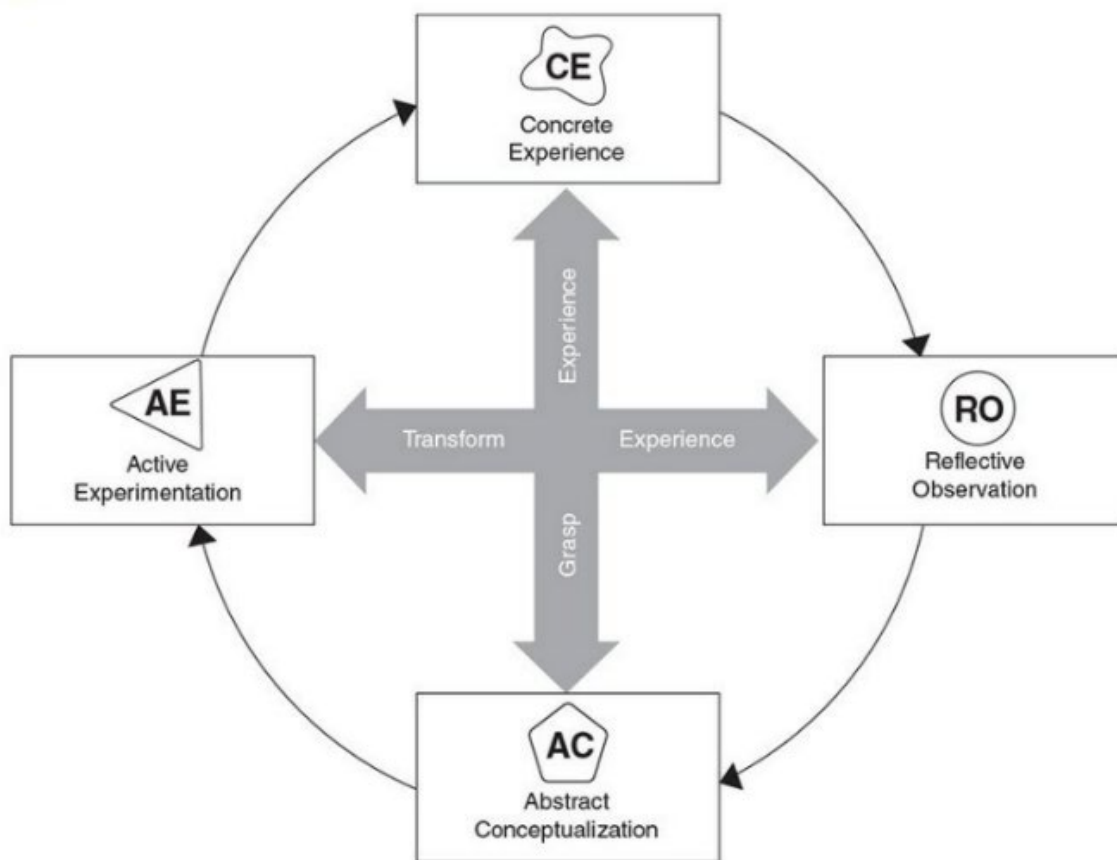 CE
Concrete
Experience
AE
Active
Experimentation
Experience
Transform
Experience
Grasp
RO
Reflective
Observation
AC
Abstract
Conceptualization